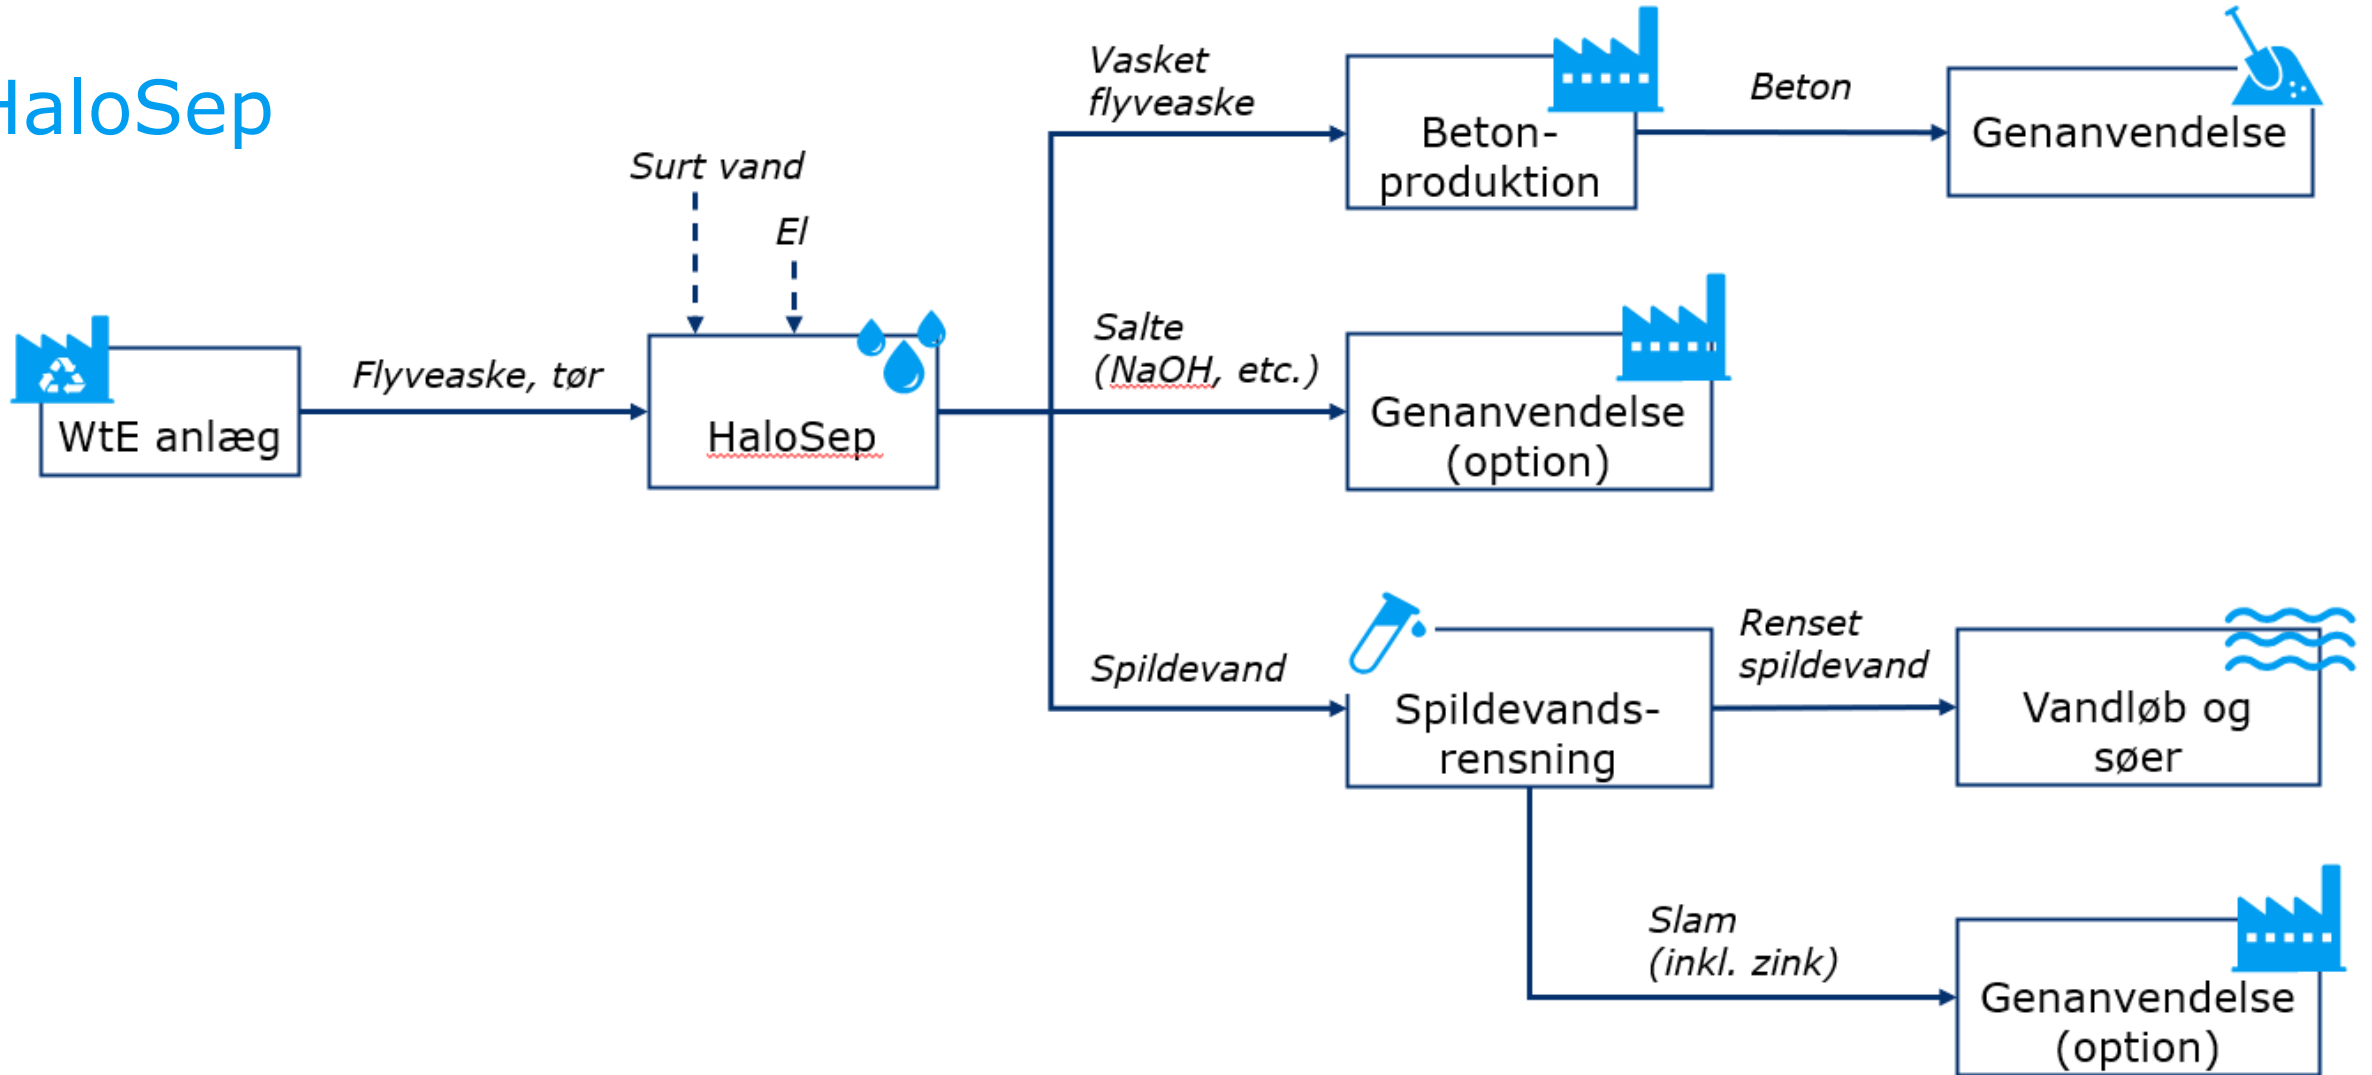 HaloSep
Surt vand
El
WtE anlæg
Flyveaske, tør
HaloSep
Vasket
flyveaske
Beton-
produktion
Beton
Genanvendelse
Salte
(NaOH, etc.)
Genanvendelse
(option)
Spildevand
Spildevands-
rensning
Renset
spildevand
Vandløb og
søer
Slam
(inkl. zink)
Genanvendelse
(option)